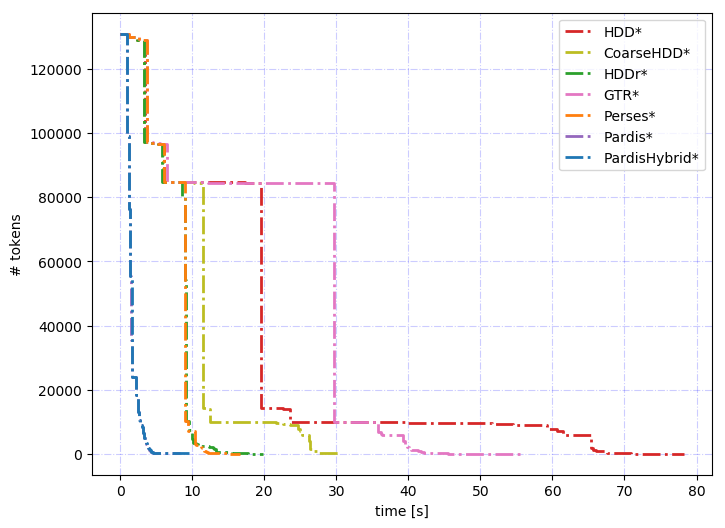 HDD*
CoarseHDD*
HDDr*
GTR*
Perses*
Pardis*
PardisHybrid*
120000
100000
80000
60000
40000
20000
0
# tokens
0 10 20 30 40 50 60 70 80
time [s]